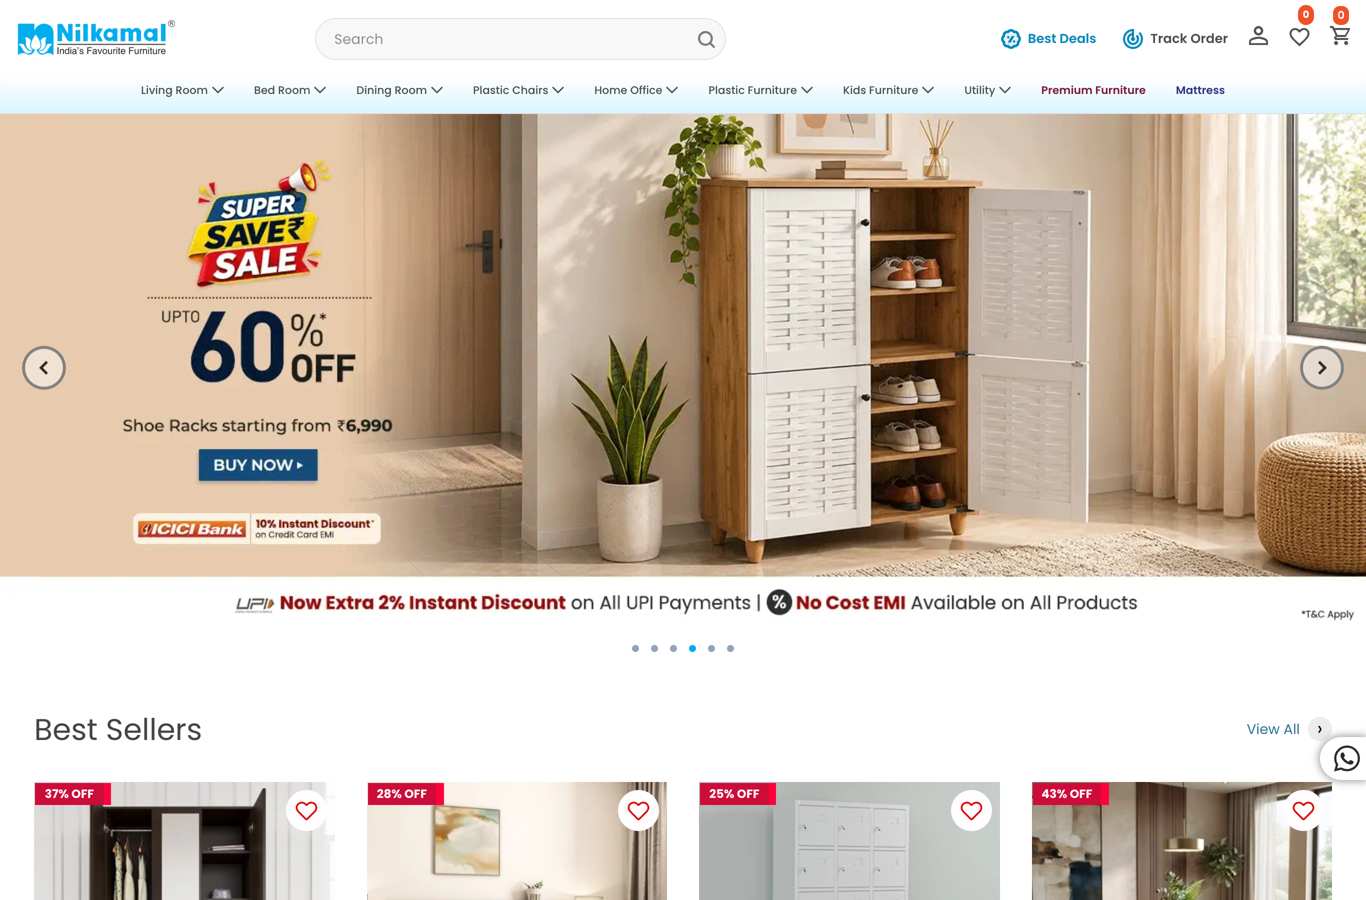 Nilkamal®
India's Favourite Furniture
Search
Best Deals
Track Order
0
0
Living Room
Bed Room
Dining Room
Plastic Chairs
Home Office
Plastic Furniture
Kids Furniture
Utility
Premium Furniture
Mattress
SUPER
SAVE₹
SALE
UPTO 60%* OFF
Shoe Racks starting from ₹6,990
BUY NOW
ICICI Bank
10% Instant Discount*
on Credit Card EMI
UPI Now Extra 2% Instant Discount on All UPI Payments | % No Cost EMI Available on All Products
*T&C Apply
Best Sellers
View All
37% OFF
28% OFF
25% OFF
43% OFF